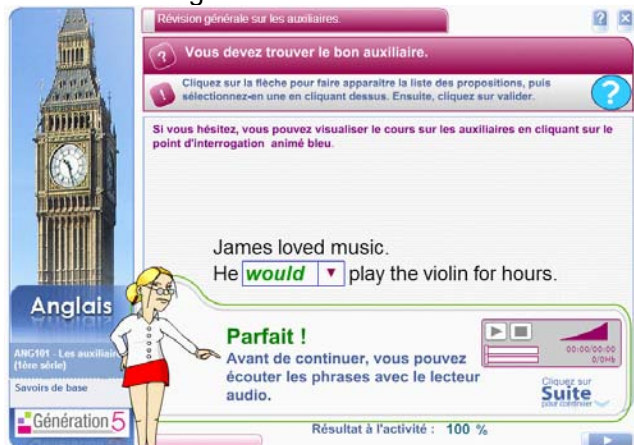 Révision générale sur les auxiliaires.
?
Vous devez trouver le bon auxiliaire.
Cliquez sur la flèche pour faire apparaitre la liste des propositions, puis
sélectionnez-en une en cliquant dessus. Ensuite, cliquez sur valider.
Si vous hésitez, vous pouvez visualiser le cours sur les auxiliaires en cliquant sur le
point d'interrogation animé bleu.
James loved music.
He would play the violin for hours.
Anglais
ANG101 - Les auxiliaires
(1ère série)
Savoirs de base
Génération 5
Parfait !
Avant de continuer, vous pouvez
écouter les phrases avec le lecteur
audio.
00:00/00:00
0/0Mb
Cliquez sur
Suite
pour continuer
Résultat à l'activité : 100 %